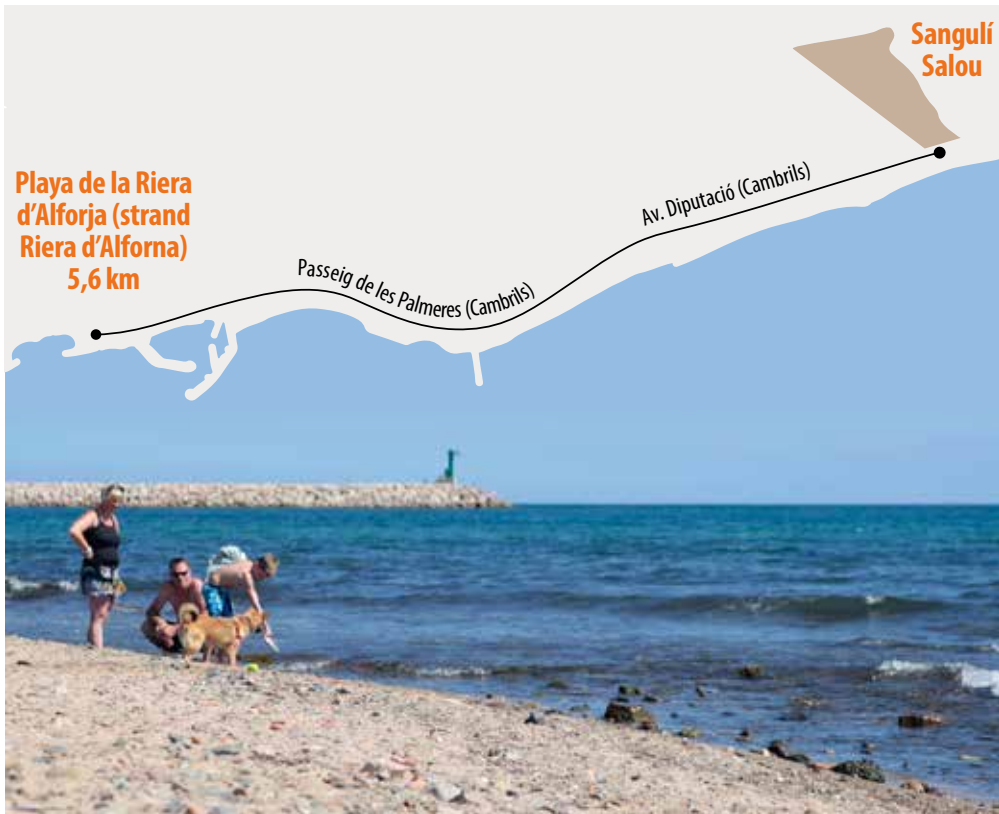 Sangulí
Salou
Playa de la Riera
d'Alforja (strand
Riera d'Alforna)
5,6 km
Av. Diputació (Cambrils)
Passeig de les Palmeres (Cambrils)